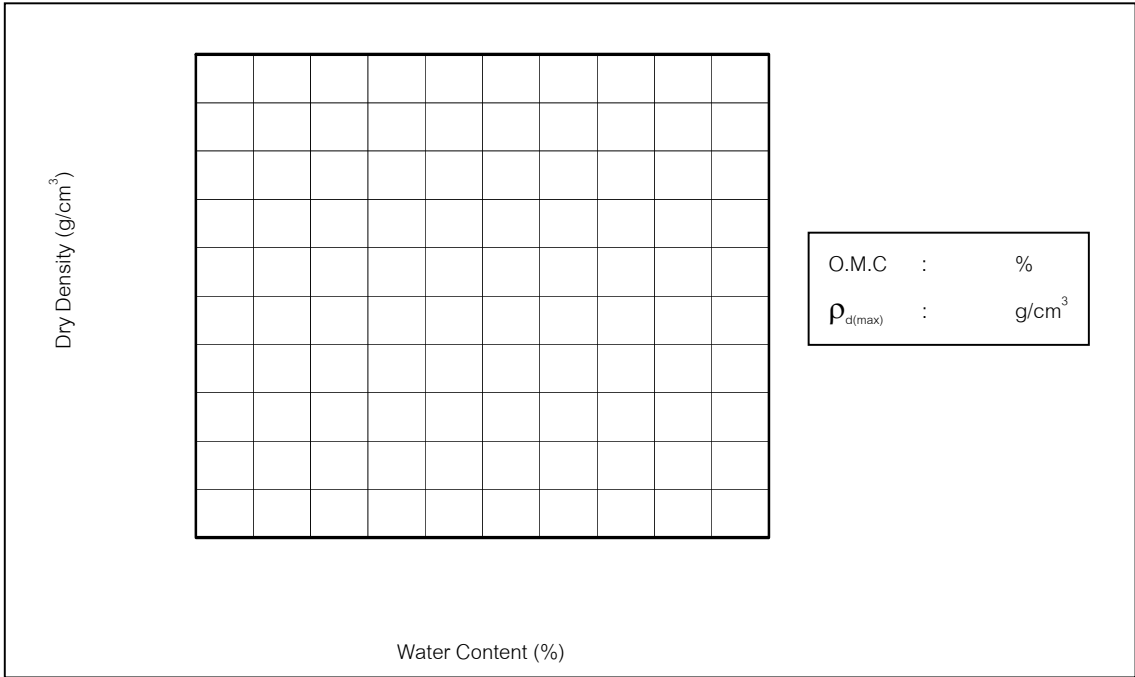 Dry Density (g/cm³)
O.M.C : %
ρd(max) : g/cm³
Water Content (%)